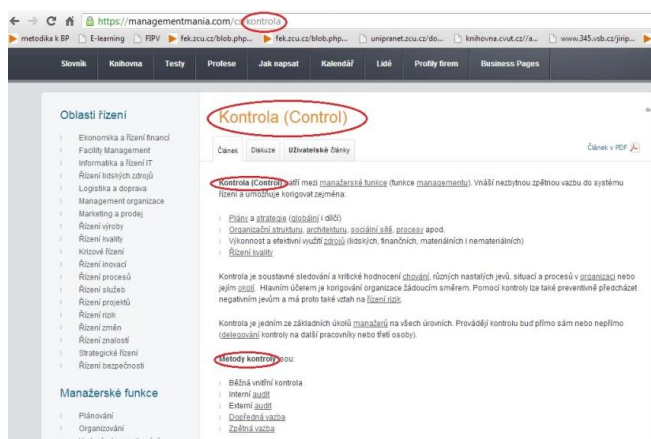 https://managementmania.com/cs/kontrola
metodika k BP E-learning FIPV fek.zcu.cz/blob.php... fek.zcu.cz/blob.php... unipranet.zcu.cz/do... knihovna.cvut.cz//a... www.345.vsb.cz/jirip...
Slovník Knihovna Testy Profese Jak napsat Kalendář Lidé Profily firem Business Pages
Oblasti řízení
Ekonomika a řízení financí
Facility Management
Informatika a řízení IT
Řízení lidských zdrojů
Logistika a doprava
Management organizace
Marketing a prodej
Řízení výroby
Řízení kvality
Krizové řízení
Řízení inovací
Řízení procesů
Řízení služeb
Řízení projektů
Řízení rizik
Řízení změn
Řízení znalostí
Strategické řízení
Řízení bezpečnosti
Manažerské funkce
Plánování
Organizování
Kontrola (Control)
Článek Diskuze Uživatelské články
Článek v PDF
Kontrola (Control) patří mezi manažerské funkce (funkce managementu). Vnáší nezbytnou zpětnou vazbu do systému
řízení a umožňuje korigovat zejména:
Plány a strategie (globální i dílčí)
Organizační strukturu, architekturu, sociální sítě, procesy apod.
Výkonnost a efektivní využití zdrojů (lidských, finančních, materiálních i nemateriálních)
Řízení kvality
Kontrola je soustavné sledování a kritické hodnocení chování, různých nastalých jevů, situací a procesů v organizaci nebo
jejím okolí. Hlavním účelem je korigování organizace žádoucím směrem. Pomocí kontroly lze také preventivně předcházet
negativním jevům a má proto také vztah na řízení rizik.
Kontrola je jedním ze základních úkolů manažerů na všech úrovních. Provádějí kontrolu buď přímo sám nebo nepřímo
(delegování kontroly na další pracovníky nebo třetí osoby).
Metody kontroly jsou:
Běžná vnitřní kontrola
Interní audit
Externí audit
Dopředná vazba
Zpětná vazba